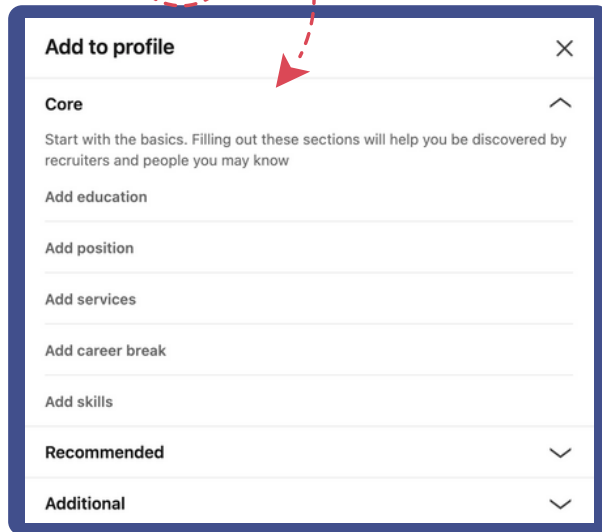 Add to profile
Core
Start with the basics. Filling out these sections will help you be discovered by
recruiters and people you may know
Add education
Add position
Add services
Add career break
Add skills
Recommended
Additional